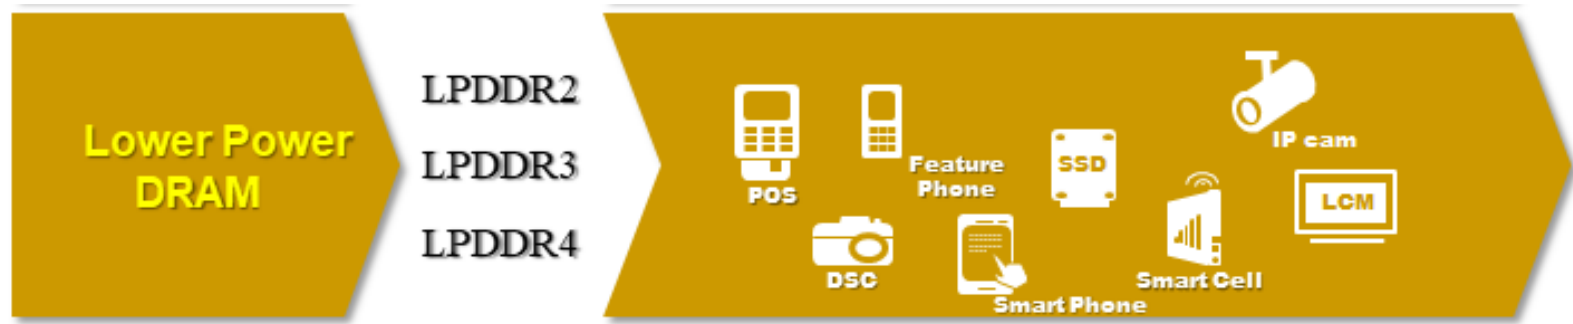 Lower Power
DRAM
LPDDR2
LPDDR3
LPDDR4
POS
Feature
Phone
SSD
IP cam
DSC
Smart Phone
Smart Cell
LCM